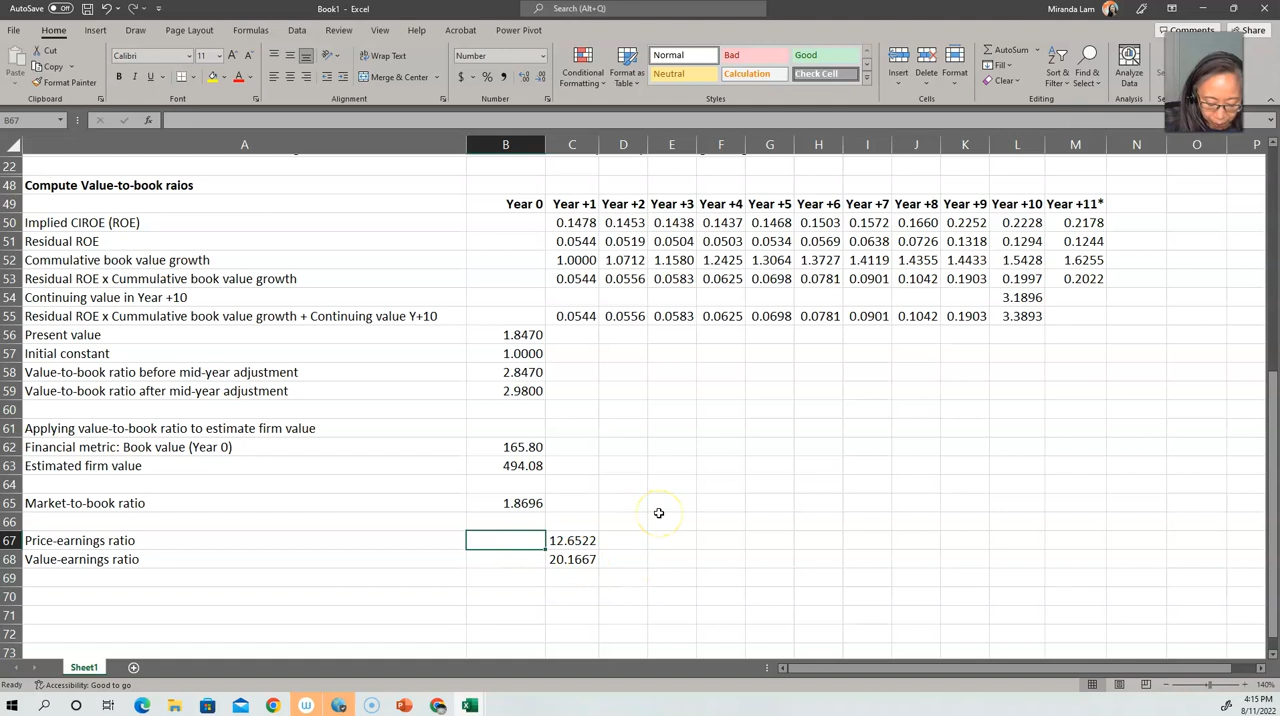 AutoSave Off Book1 - Excel Search (Alt+Q) Miranda Lam
File Home Insert Draw Page Layout Formulas Data Review View Help Acrobat Power Pivot Comments Share
Cut Calibri 11 Wrap Text Number Normal Bad Good AutoSum
Copy Neutral Calculation Check Cell Fill
Paste Format Painter Merge & Center Conditional Formatting Format as Table Insert Delete Format Clear Sort & Filter Find & Select Analyze Data
Clipboard Font Alignment Number Styles Cells Editing Analysis
B67 fx
A B C D E F G H I J K L M N O P
22
48 Compute Value-to-book raios
49 Year 0 Year +1 Year +2 Year +3 Year +4 Year +5 Year +6 Year +7 Year +8 Year +9 Year +10 Year +11*
50 Implied CIROE (ROE) 0.1478 0.1453 0.1438 0.1437 0.1468 0.1503 0.1572 0.1660 0.2252 0.2228 0.2178
51 Residual ROE 0.0544 0.0519 0.0504 0.0503 0.0534 0.0569 0.0638 0.0726 0.1318 0.1294 0.1244
52 Commulative book value growth 1.0000 1.0712 1.1580 1.2425 1.3064 1.3727 1.4119 1.4355 1.4433 1.5428 1.6255
53 Residual ROE x Cummulative book value growth 0.0544 0.0556 0.0583 0.0625 0.0698 0.0781 0.0901 0.1042 0.1903 0.1997 0.2022
54 Continuing value in Year +10 3.1896
55 Residual ROE x Cummulative book value growth + Continuing value Y+10 0.0544 0.0556 0.0583 0.0625 0.0698 0.0781 0.0901 0.1042 0.1903 3.3893
56 Present value 1.8470
57 Initial constant 1.0000
58 Value-to-book ratio before mid-year adjustment 2.8470
59 Value-to-book ratio after mid-year adjustment 2.9800
60
61 Applying value-to-book ratio to estimate firm value
62 Financial metric: Book value (Year 0) 165.80
63 Estimated firm value 494.08
64
65 Market-to-book ratio 1.8696
66
67 Price-earnings ratio 12.6522
68 Value-earnings ratio 20.1667
69
70
71
72
73
Sheet1
Ready Accessibility: Good to go 140%
4:15 PM
8/11/2022